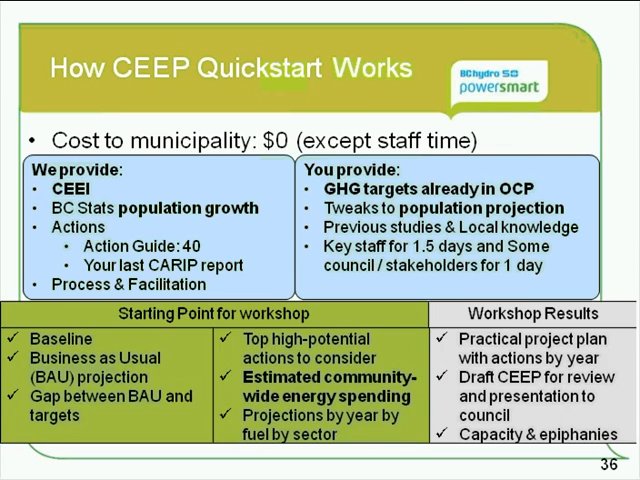 How CEEP Quickstart Works
BChydro
powersmart
• Cost to municipality: $0 (except staff time)
We provide:
• CEEI
• BC Stats population growth
• Actions
• Action Guide: 40
• Your last CARIP report
• Process & Facilitation
You provide:
• GHG targets already in OCP
• Tweaks to population projection
• Previous studies & Local knowledge
• Key staff for 1.5 days and Some
council / stakeholders for 1 day
Starting Point for workshop
✓ Baseline
✓ Business as Usual
(BAU) projection
✓ Gap between BAU and
targets
✓ Top high-potential
actions to consider
✓ Estimated community-
wide energy spending
✓ Projections by year by
fuel by sector
Workshop Results
✓ Practical project plan
with actions by year
✓ Draft CEEP for review
and presentation to
council
✓ Capacity & epiphanies
36